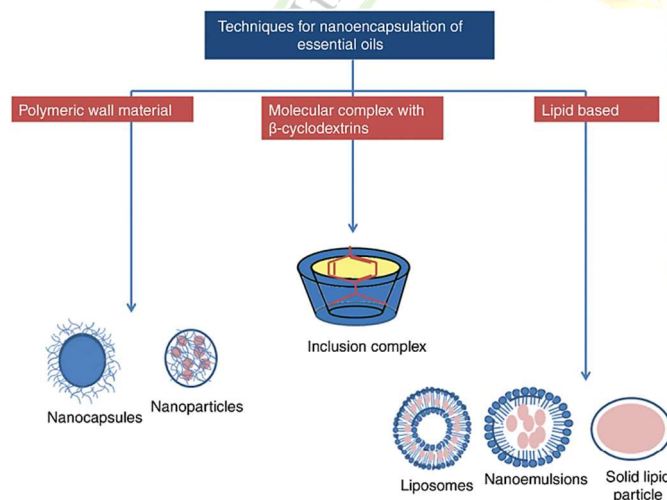 Techniques for nanoencapsulation of
essential oils
Polymeric wall material
Molecular complex with
β-cyclodextrins
Lipid based
Inclusion complex
Nanocapsules
Nanoparticles
Liposomes
Nanoemulsions
Solid lipid
particle